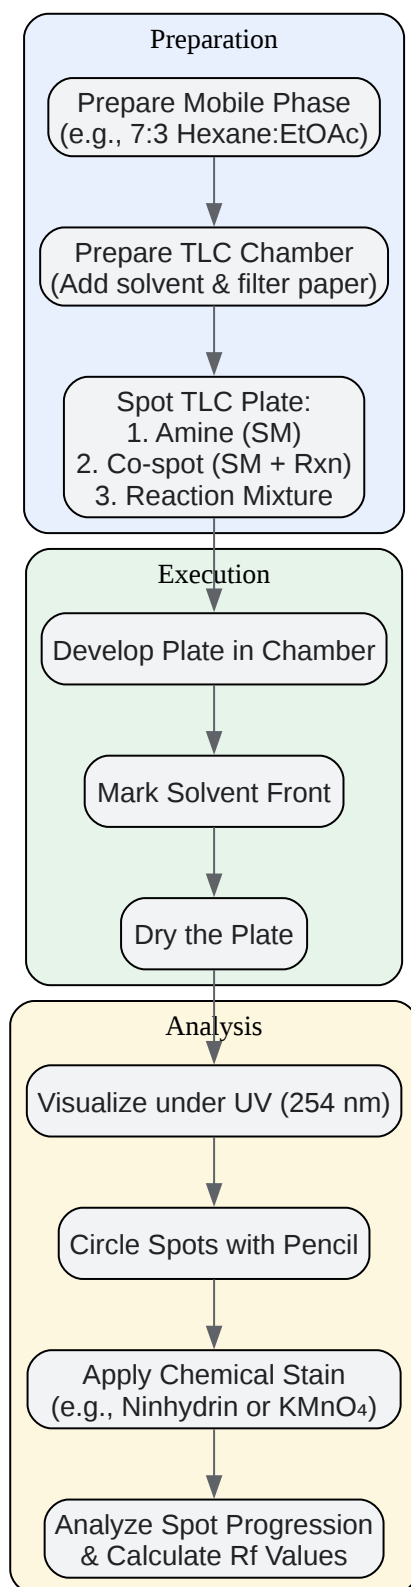 Preparation
Prepare Mobile Phase
(e.g., 7:3 Hexane:EtOAc)
Prepare TLC Chamber
(Add solvent & filter paper)
Spot TLC Plate:
1. Amine (SM)
2. Co-spot (SM + Rxn)
3. Reaction Mixture
Execution
Develop Plate in Chamber
Mark Solvent Front
Dry the Plate
Analysis
Visualize under UV (254 nm)
Circle Spots with Pencil
Apply Chemical Stain
(e.g., Ninhydrin or KMnO₄)
Analyze Spot Progression
& Calculate Rf Values